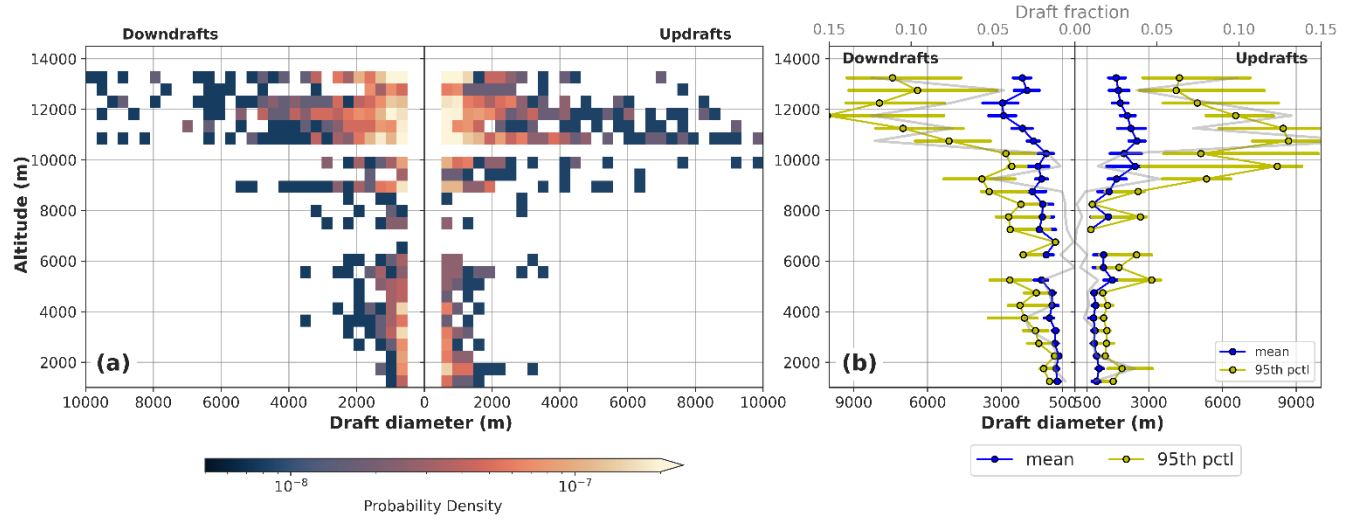 Draft fraction
0.15 0.10 0.05 0.00 0.05 0.10 0.15
Downdrafts Updrafts
Downdrafts Updrafts
14000 14000
12000 12000
10000 10000
8000 8000
6000 6000
4000 4000
2000 2000
Altitude (m)
(a) (b)
mean
95th pctl
10000 8000 6000 4000 2000 0 2000 4000 6000 8000 10000
9000 6000 3000 500 3000 6000 9000
Draft diameter (m) Draft diameter (m)
mean 95th pctl
10⁻⁸ 10⁻⁷
Probability Density